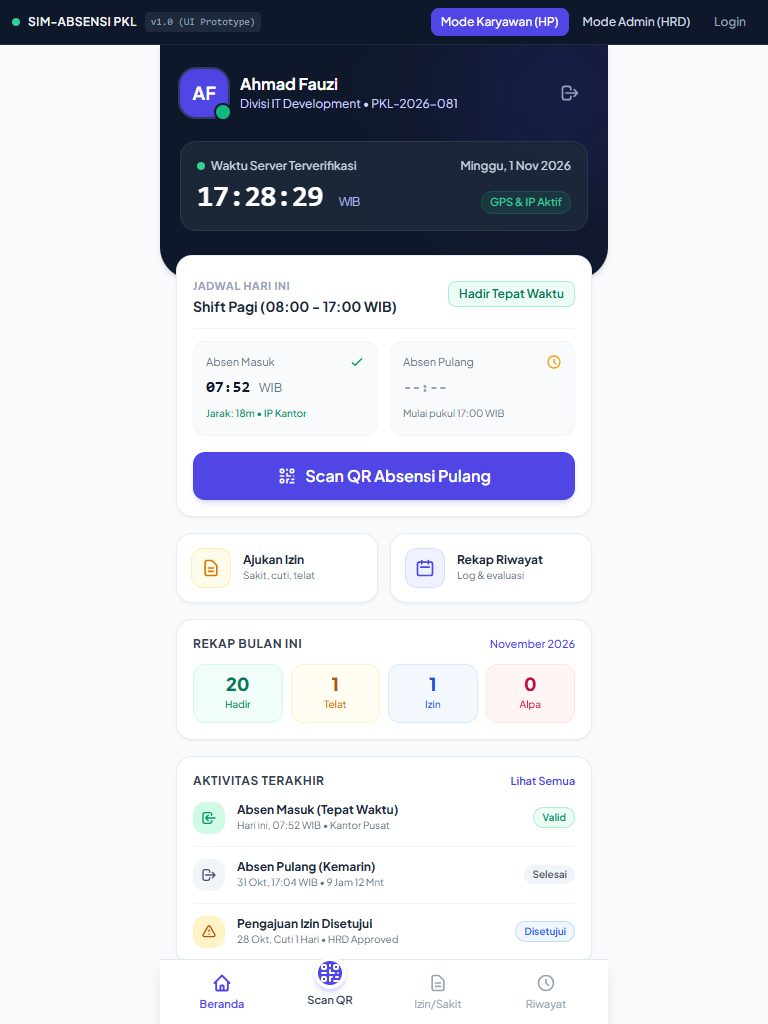 SIM-ABSENSI PKL v1.0 (UI Prototype) Mode Karyawan (HP) Mode Admin (HRD) Login
AF
Ahmad Fauzi
Divisi IT Development • PKL-2026-081
Waktu Server Terverifikasi Minggu, 1 Nov 2026
17:28:29 WIB GPS & IP Aktif
JADWAL HARI INI
Shift Pagi (08:00 - 17:00 WIB) Hadir Tepat Waktu
Absen Masuk
07:52 WIB
Jarak: 18m • IP Kantor
Absen Pulang
--:--
Mulai pukul 17:00 WIB
Scan QR Absensi Pulang
Ajukan Izin
Sakit, cuti, telat
Rekap Riwayat
Log & evaluasi
REKAP BULAN INI November 2026
20 1 1 0
Hadir Telat Izin Alpa
AKTIVITAS TERAKHIR Lihat Semua
Absen Masuk (Tepat Waktu)
Hari ini, 07:52 WIB • Kantor Pusat
Valid
Absen Pulang (Kemarin)
31 Okt, 17:04 WIB • 9 Jam 12 Mnt
Selesai
Pengajuan Izin Disetujui
28 Okt, Cuti 1 Hari • HRD Approved
Disetujui
Beranda Scan QR Izin/Sakit Riwayat